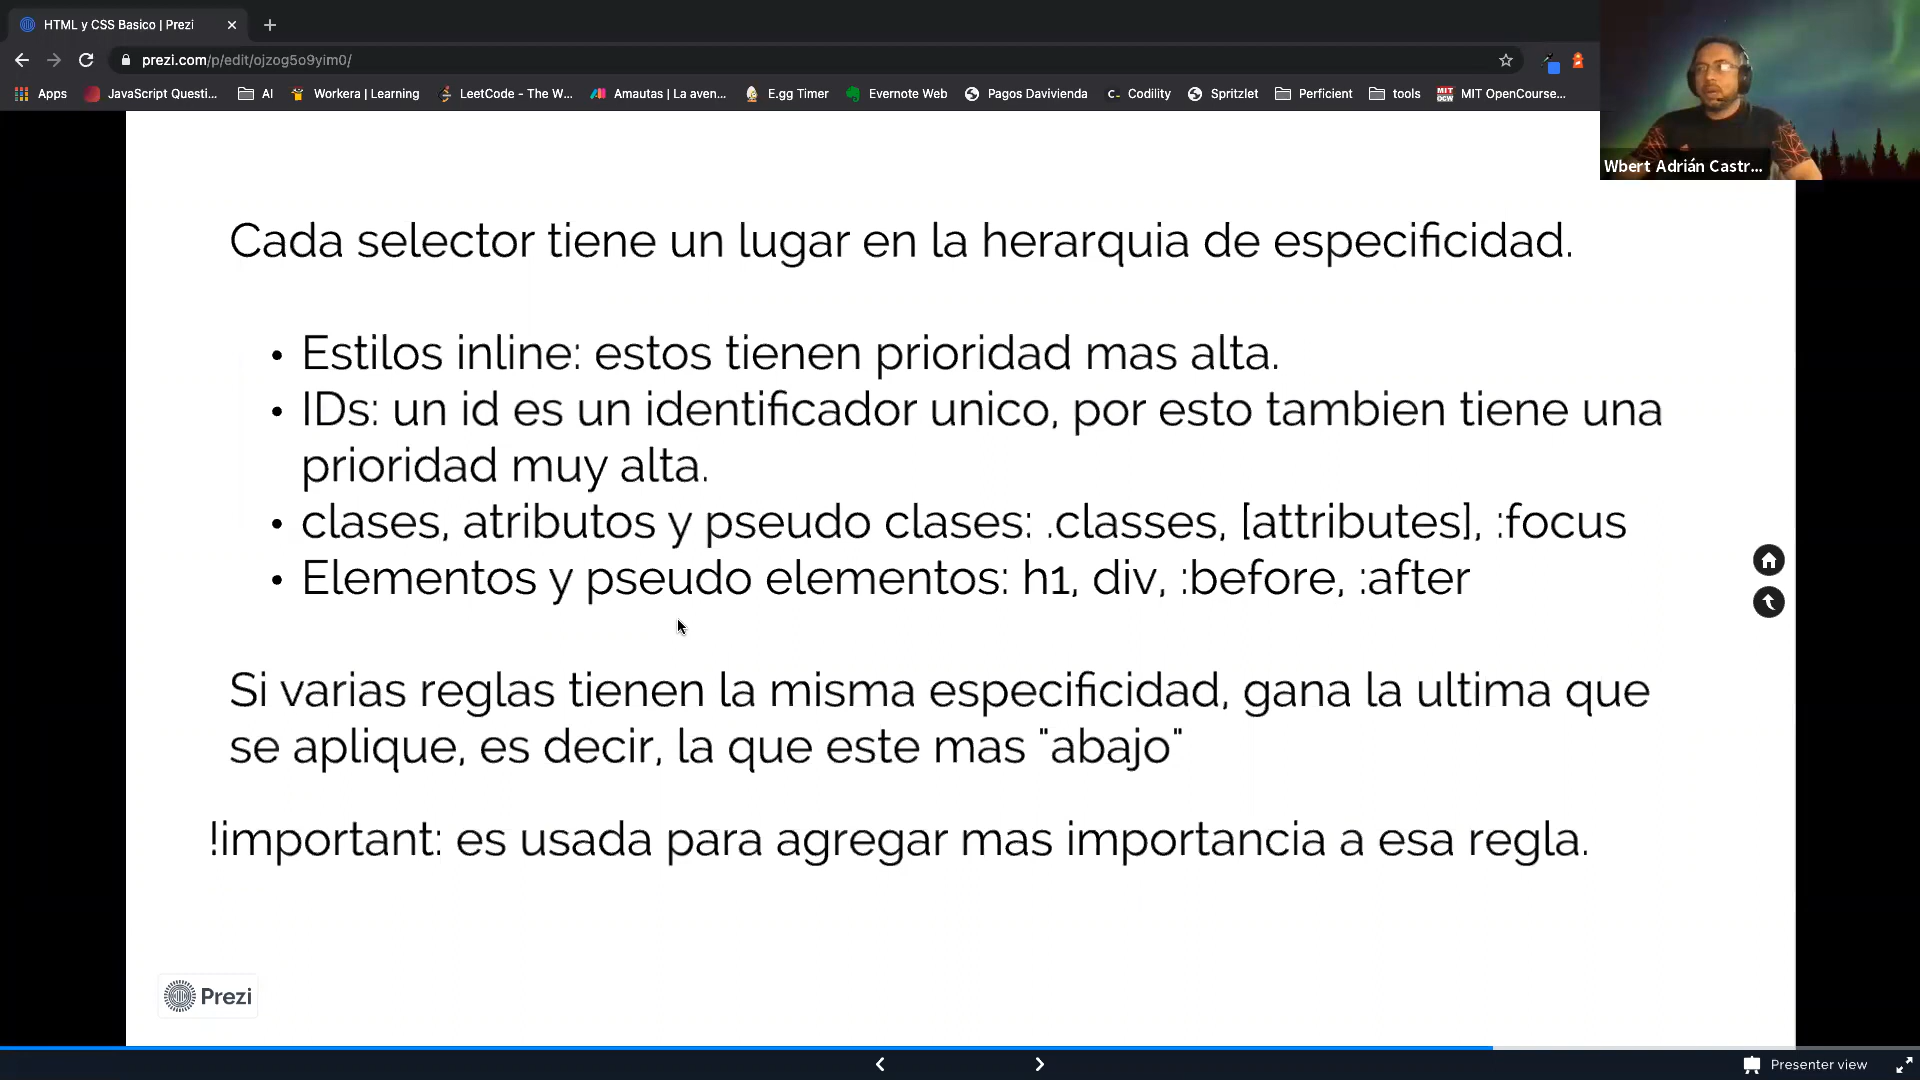 HTML y CSS Basico | Prezi
prezi.com/p/edit/ojzog5o9yim0/
Apps
JavaScript Questi...
AI
Workera | Learning
LeetCode - The W...
Amautas | La aven...
E.gg Timer
Evernote Web
Pagos Davivienda
Codility
Spritzlet
Perficient
tools
MIT OpenCourse...
Wbert Adrián Castr...
Cada selector tiene un lugar en la herarquia de especificidad.
• Estilos inline: estos tienen prioridad mas alta.
• IDs: un id es un identificador unico, por esto tambien tiene una
prioridad muy alta.
• clases, atributos y pseudo clases: .classes, [attributes], :focus
• Elementos y pseudo elementos: h1, div, :before, :after
Si varias reglas tienen la misma especificidad, gana la ultima que
se aplique, es decir, la que este mas "abajo"
!important: es usada para agregar mas importancia a esa regla.
Prezi
Presenter view